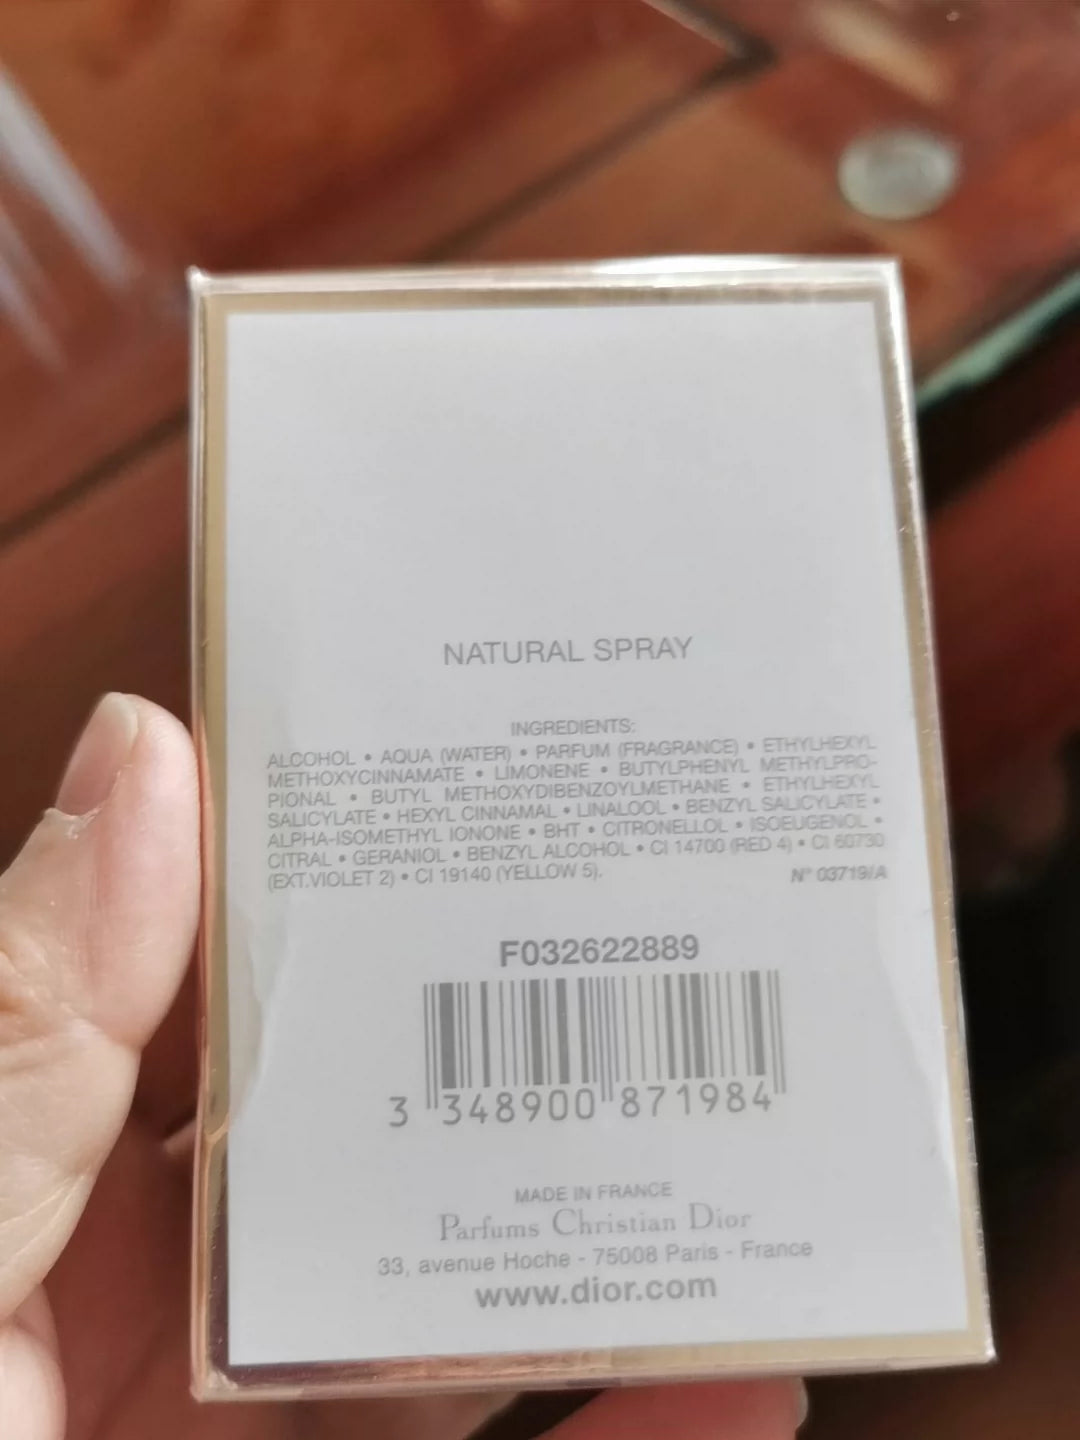 NATURAL SPRAY
INGREDIENTS:
ALCOHOL • AQUA (WATER) • PARFUM (FRAGRANCE) • ETHYLHEXYL
METHOXYCINNAMATE • LIMONENE • BUTYLPHENYL METHYLPRO-
PIONAL • BUTYL METHOXYDIBENZOYLMETHANE • ETHYLHEXYL
SALICYLATE • HEXYL CINNAMAL • LINALOOL • BENZYL SALICYLATE •
ALPHA-ISOMETHYL IONONE • BHT • CITRONELLOL • ISOEUGENOL •
CITRAL • GERANIOL • BENZYL ALCOHOL • CI 14700 (RED 4) • CI 60730
(EXT.VIOLET 2) • CI 19140 (YELLOW 5). N° 03719/A
F032622889
3 348900 871984
MADE IN FRANCE
Parfums Christian Dior
33, avenue Hoche - 75008 Paris - France
www.dior.com